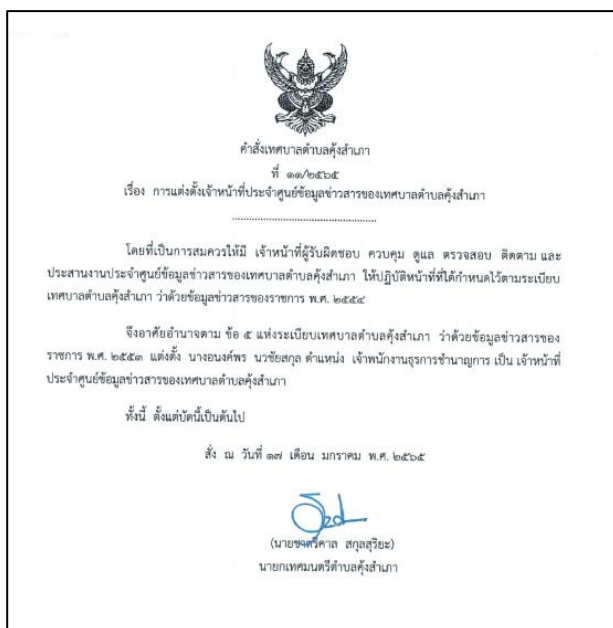 คำสั่งเทศบาลตำบลคุ้งสำเภา
ที่ ๑๑/๒๕๖๕
เรื่อง การแต่งตั้งเจ้าหน้าที่ประจำศูนย์ข้อมูลข่าวสารของเทศบาลตำบลคุ้งสำเภา
................................................
โดยที่เป็นการสมควรให้มี เจ้าหน้าที่ผู้รับผิดชอบ ควบคุม ดูแล ตรวจสอบ ติดตาม และ
ประสานงานประจำศูนย์ข้อมูลข่าวสารของเทศบาลตำบลคุ้งสำเภา ให้ปฏิบัติหน้าที่ที่ได้กำหนดไว้ตามระเบียบ
เทศบาลตำบลคุ้งสำเภา ว่าด้วยข้อมูลข่าวสารของราชการ พ.ศ. ๒๕๕๔
จึงอาศัยอำนาจตาม ข้อ ๕ แห่งระเบียบเทศบาลตำบลคุ้งสำเภา ว่าด้วยข้อมูลข่าวสารของ
ราชการ พ.ศ. ๒๕๕๓ แต่งตั้ง นางอนงค์พร นวชัยสกุล ตำแหน่ง เจ้าพนักงานธุรการชำนาญการ เป็น เจ้าหน้าที่
ประจำศูนย์ข้อมูลข่าวสารของเทศบาลตำบลคุ้งสำเภา
ทั้งนี้ ตั้งแต่บัดนี้เป็นต้นไป
สั่ง ณ วันที่ ๑๗ เดือน มกราคม พ.ศ. ๒๕๖๕
(นายชาตรีคาล สกุลสุริยะ)
นายกเทศมนตรีตำบลคุ้งสำเภา